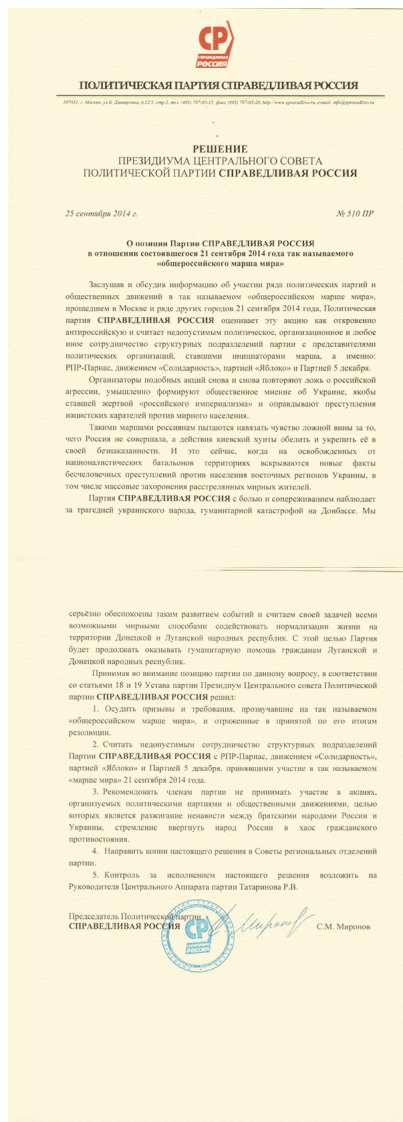 СР
СПРАВЕДЛИВАЯ
РОССИЯ
ПОЛИТИЧЕСКАЯ ПАРТИЯ СПРАВЕДЛИВАЯ РОССИЯ
РЕШЕНИЕ
ПРЕЗИДИУМА ЦЕНТРАЛЬНОГО СОВЕТА
ПОЛИТИЧЕСКОЙ ПАРТИИ СПРАВЕДЛИВАЯ РОССИЯ
25 сентября 2014 г. № 510 ПР
О позиции Партии СПРАВЕДЛИВАЯ РОССИЯ
в отношении состоявшегося 21 сентября 2014 года так называемого
«общероссийского марша мира»
Заслушав и обсудив информацию об участии ряда политических партий и
общественных движений в так называемом «общероссийском марше мира»,
прошедшем в Москве и ряде других городов 21 сентября 2014 года, Политическая
партия СПРАВЕДЛИВАЯ РОССИЯ оценивает эту акцию как откровенно
антироссийскую и считает недопустимым политическое, организационное и любое
иное сотрудничество структурных подразделений партии с представителями
политических организаций, ставшими инициаторами марша, а именно:
РПР-Парнас, движением «Солидарность», партией «Яблоко» и Партией 5 декабря.
Организаторы подобных акций снова и снова повторяют ложь о российской
агрессии, умышленно формируют общественное мнение об Украине, якобы
ставшей жертвой «российского империализма» и оправдывают преступления
нацистских карателей против мирного населения.
Такими маршами россиянам пытаются навязать чувство ложной вины за то,
чего Россия не совершала, а действия киевской хунты обелить и укрепить её в
своей безнаказанности. И это сейчас, когда на освобожденных от
националистических батальонов территориях вскрываются новые факты
бесчеловечных преступлений против населения восточных регионов Украины, в
том числе массовые захоронения расстрелянных мирных жителей.
Партия СПРАВЕДЛИВАЯ РОССИЯ с болью и сопереживанием наблюдает
за трагедией украинского народа, гуманитарной катастрофой на Донбассе. Мы
серьёзно обеспокоены таким развитием событий и считаем своей задачей всеми
возможными мирными способами содействовать нормализации жизни на
территории Донецкой и Луганской народных республик. С этой целью Партия
будет продолжать оказывать гуманитарную помощь гражданам Луганской и
Донецкой народных республик.
Принимая во внимание позицию партии по данному вопросу, в соответствии
со статьями 18 и 19 Устава партии Президиум Центрального совета Политической
партии СПРАВЕДЛИВАЯ РОССИЯ решил:
1. Осудить призывы и требования, прозвучавшие на так называемом
«общероссийском марше мира», и отраженные в принятой по его итогам
резолюции.
2. Считать недопустимым сотрудничество структурных подразделений
Партии СПРАВЕДЛИВАЯ РОССИЯ с РПР-Парнас, движением «Солидарность»,
партией «Яблоко» и Партией 5 декабря, принявшими участие в так называемом
«марше мира» 21 сентября 2014 года.
3. Рекомендовать членам партии не принимать участие в акциях,
организуемых политическими партиями и общественными движениями, целью
которых является разжигание ненависти между братскими народами России и
Украины, стремление ввергнуть народ России в хаос гражданского
противостояния.
4. Направить копии настоящего решения в Советы региональных отделений
партии.
5. Контроль за исполнением настоящего решения возложить на
Руководителя Центрального Аппарата партии Татаринова Р.В.
Председатель Политической партии
СПРАВЕДЛИВАЯ РОССИЯ С.М. Миронов